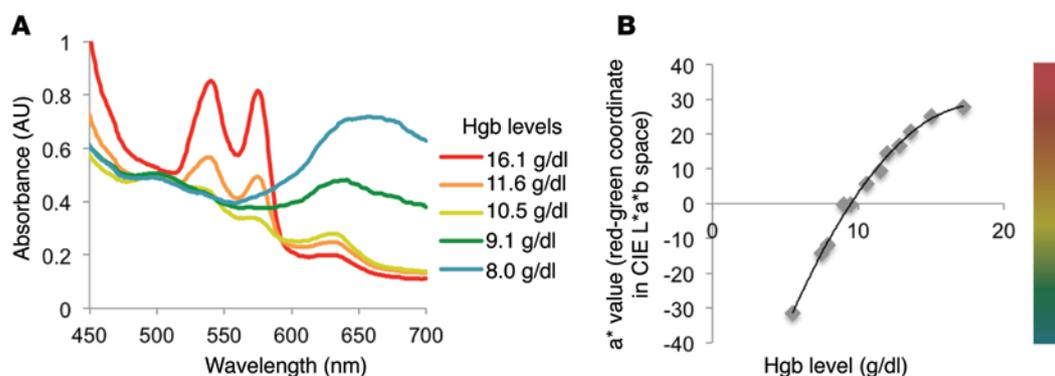 A
Absorbance (AU)
1
0.8
0.6
0.4
0.2
0
450 500 550 600 650 700
Wavelength (nm)
Hgb levels
16.1 g/dl
11.6 g/dl
10.5 g/dl
9.1 g/dl
8.0 g/dl
B
a* value (red-green coordinate
in CIE L*a*b space)
40
30
20
10
0
-10
-20
-30
-40
0 10 20
Hgb level (g/dl)